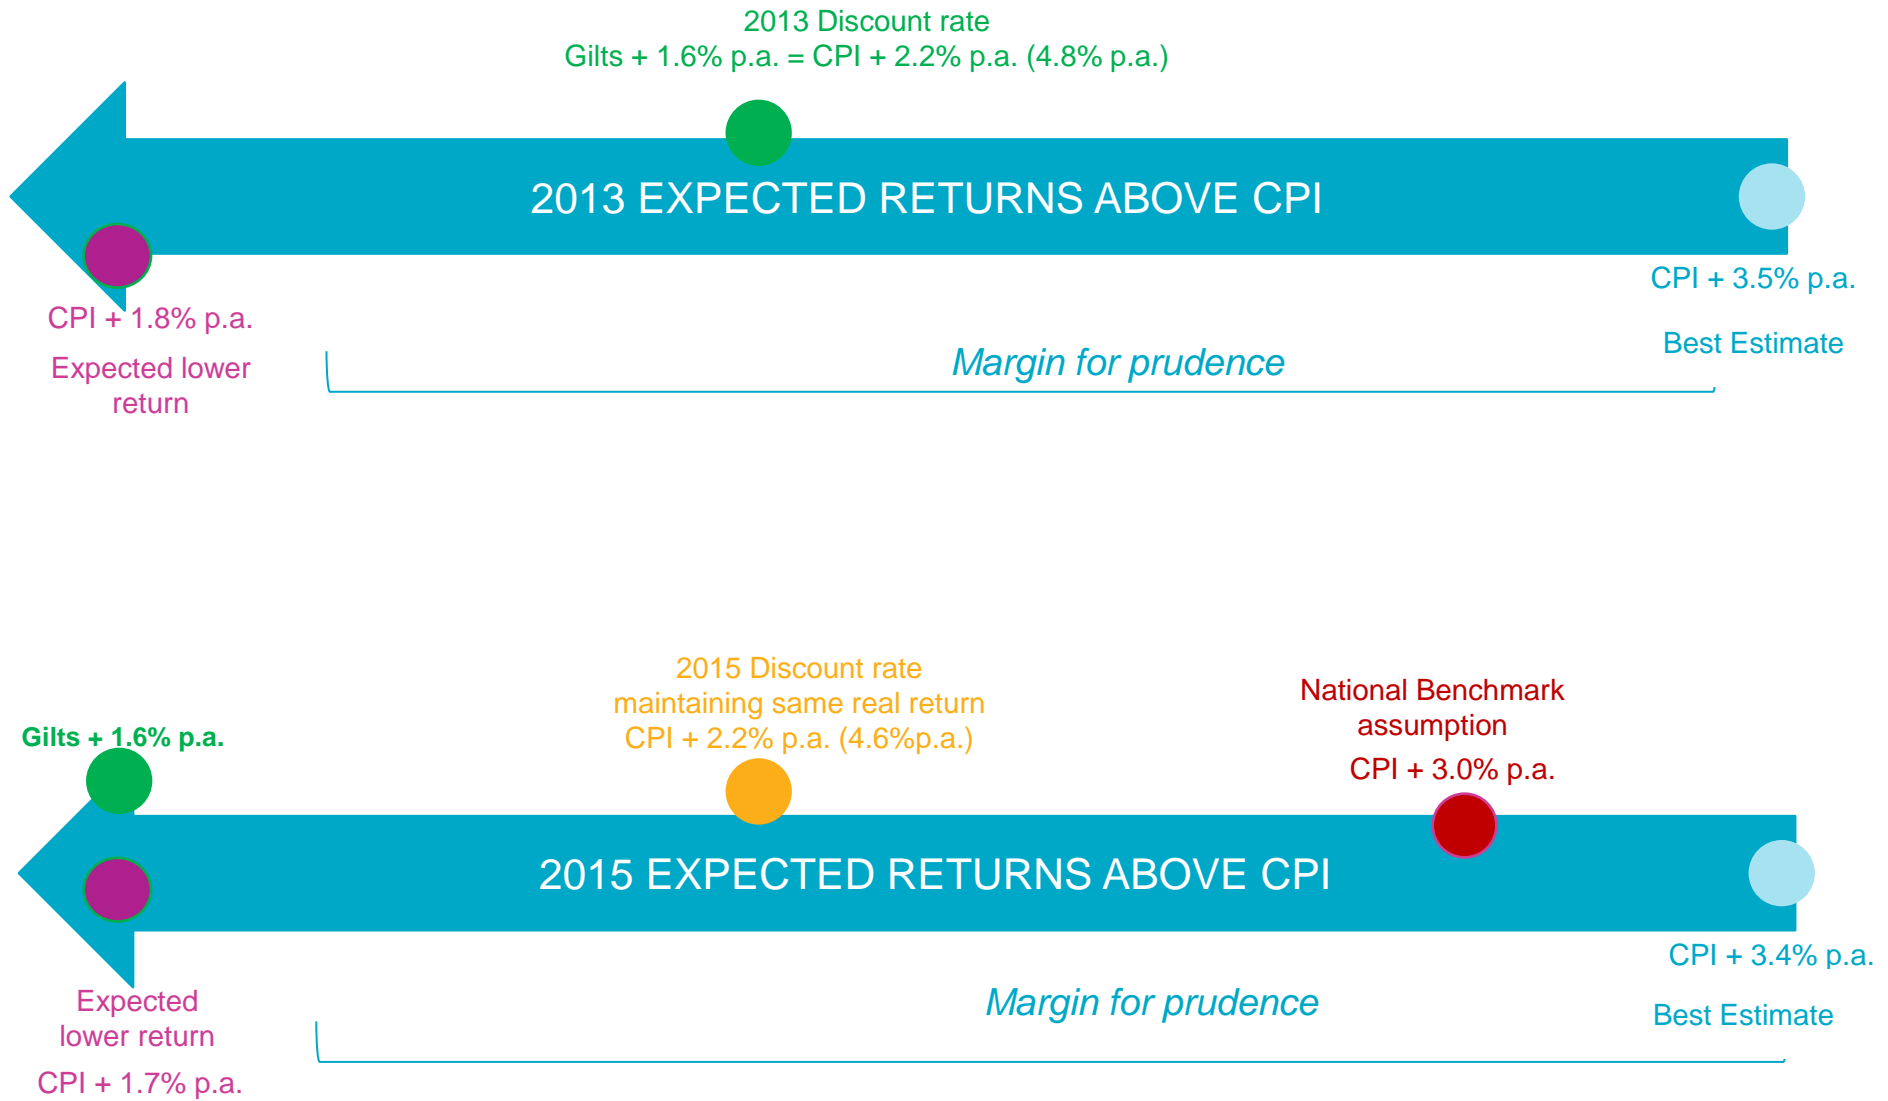 2013 Discount rate
Gilts + 1.6% p.a. = CPI + 2.2% p.a. (4.8% p.a.)
2013 EXPECTED RETURNS ABOVE CPI
CPI + 3.5% p.a.
Best Estimate
CPI + 1.8% p.a.
Expected lower
return
Margin for prudence
2015 Discount rate
maintaining same real return
CPI + 2.2% p.a. (4.6%p.a.)
National Benchmark
assumption
CPI + 3.0% p.a.
Gilts + 1.6% p.a.
2015 EXPECTED RETURNS ABOVE CPI
CPI + 3.4% p.a.
Best Estimate
Expected
lower return
CPI + 1.7% p.a.
Margin for prudence